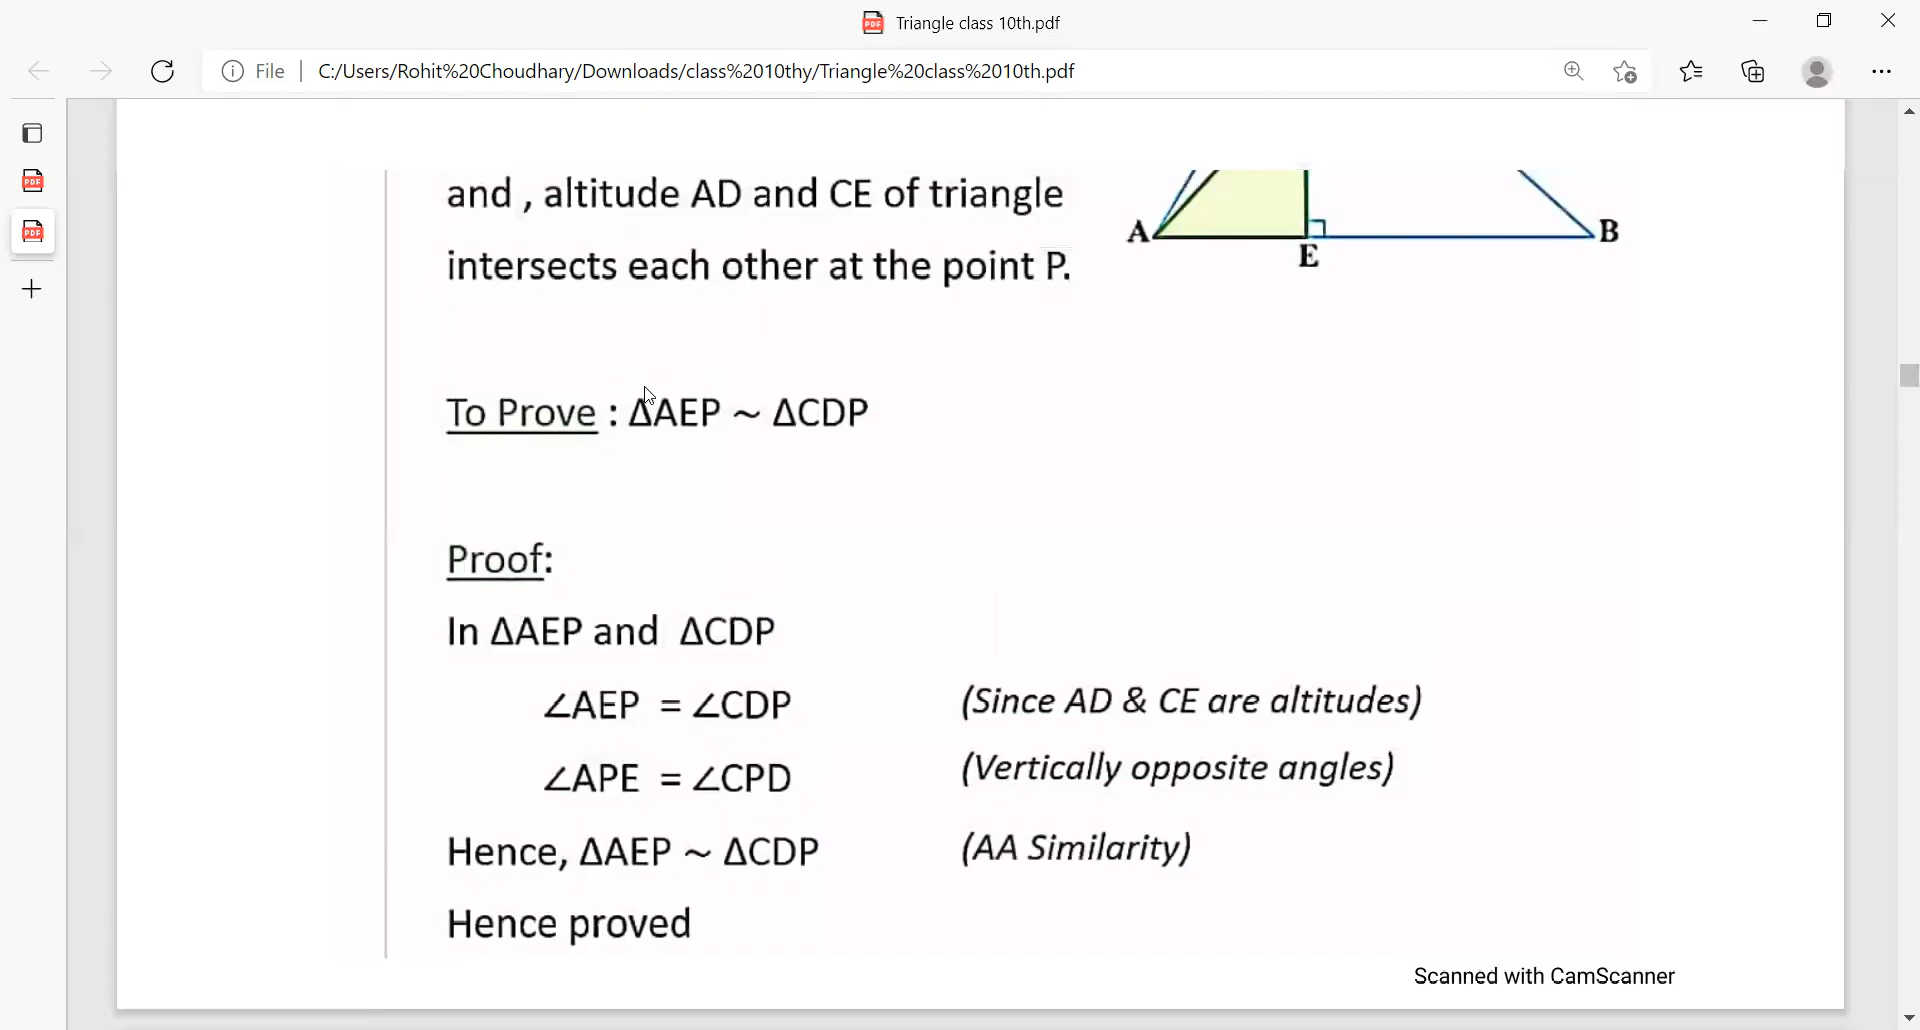 Triangle class 10th.pdf
File C:/Users/Rohit%20Choudhary/Downloads/class%2010thy/Triangle%20class%2010th.pdf
and , altitude AD and CE of triangle
intersects each other at the point P.
A E B
To Prove : ΔAEP ~ ΔCDP
Proof:
In ΔAEP and ΔCDP
∠AEP = ∠CDP (Since AD & CE are altitudes)
∠APE = ∠CPD (Vertically opposite angles)
Hence, ΔAEP ~ ΔCDP (AA Similarity)
Hence proved
Scanned with CamScanner